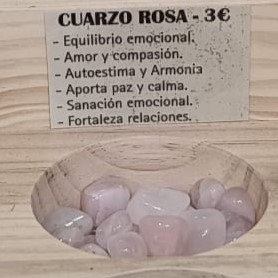 CUARZO ROSA - 3€
- Equilibrio emocional.
- Amor y compasión.
- Autoestima y Armonía
- Aporta paz y calma.
- Sanación emocional.
- Fortaleza relaciones.